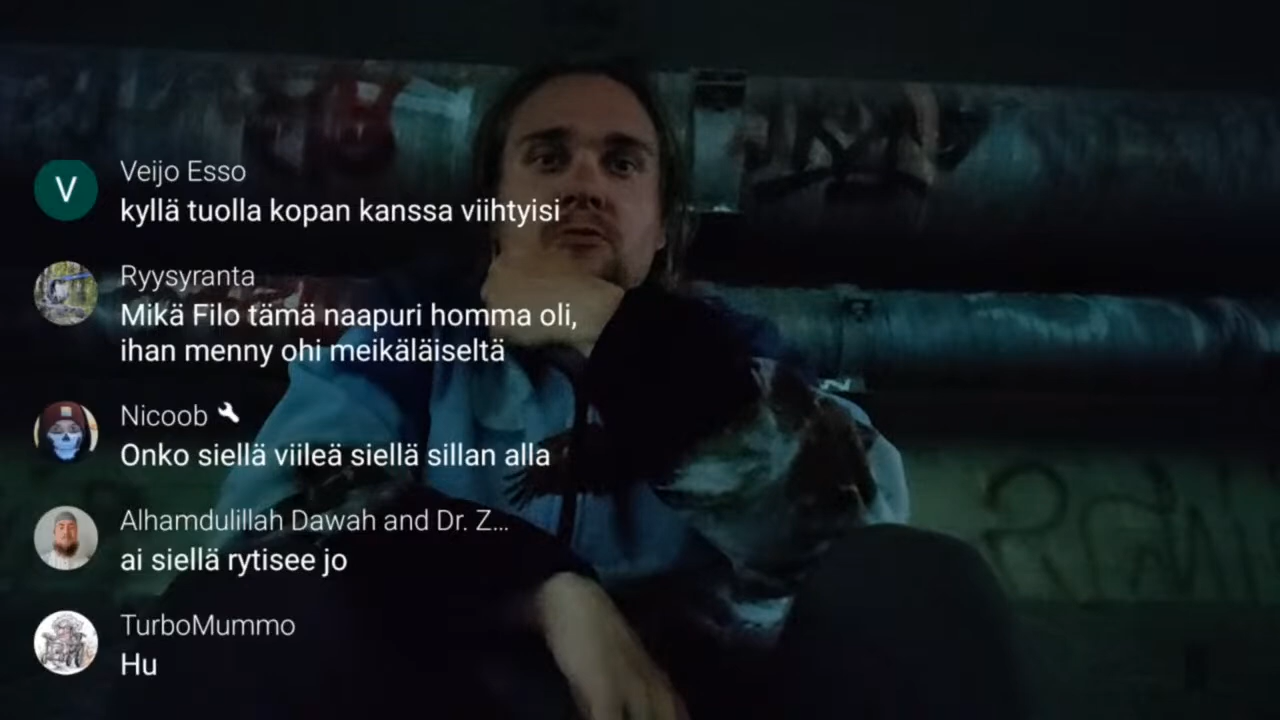 V
Veijo Esso
kyllä tuolla kopan kanssa viihtyisi
Ryysyranta
Mikä Filo tämä naapuri homma oli,
ihan menny ohi meikäläiseltä
Nicoob
Onko siellä viileä siellä sillan alla
Alhamdulillah Dawah and Dr. Z...
ai siellä rytisee jo
TurboMummo
Hu